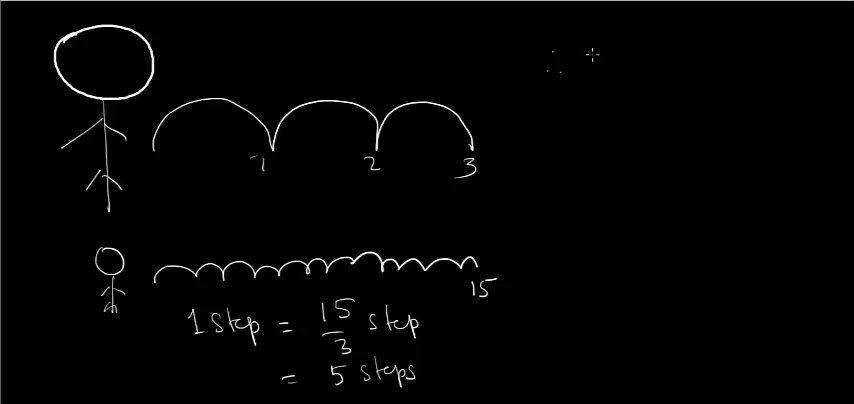 1 2 3
15
1 step = 15/3 step
= 5 steps